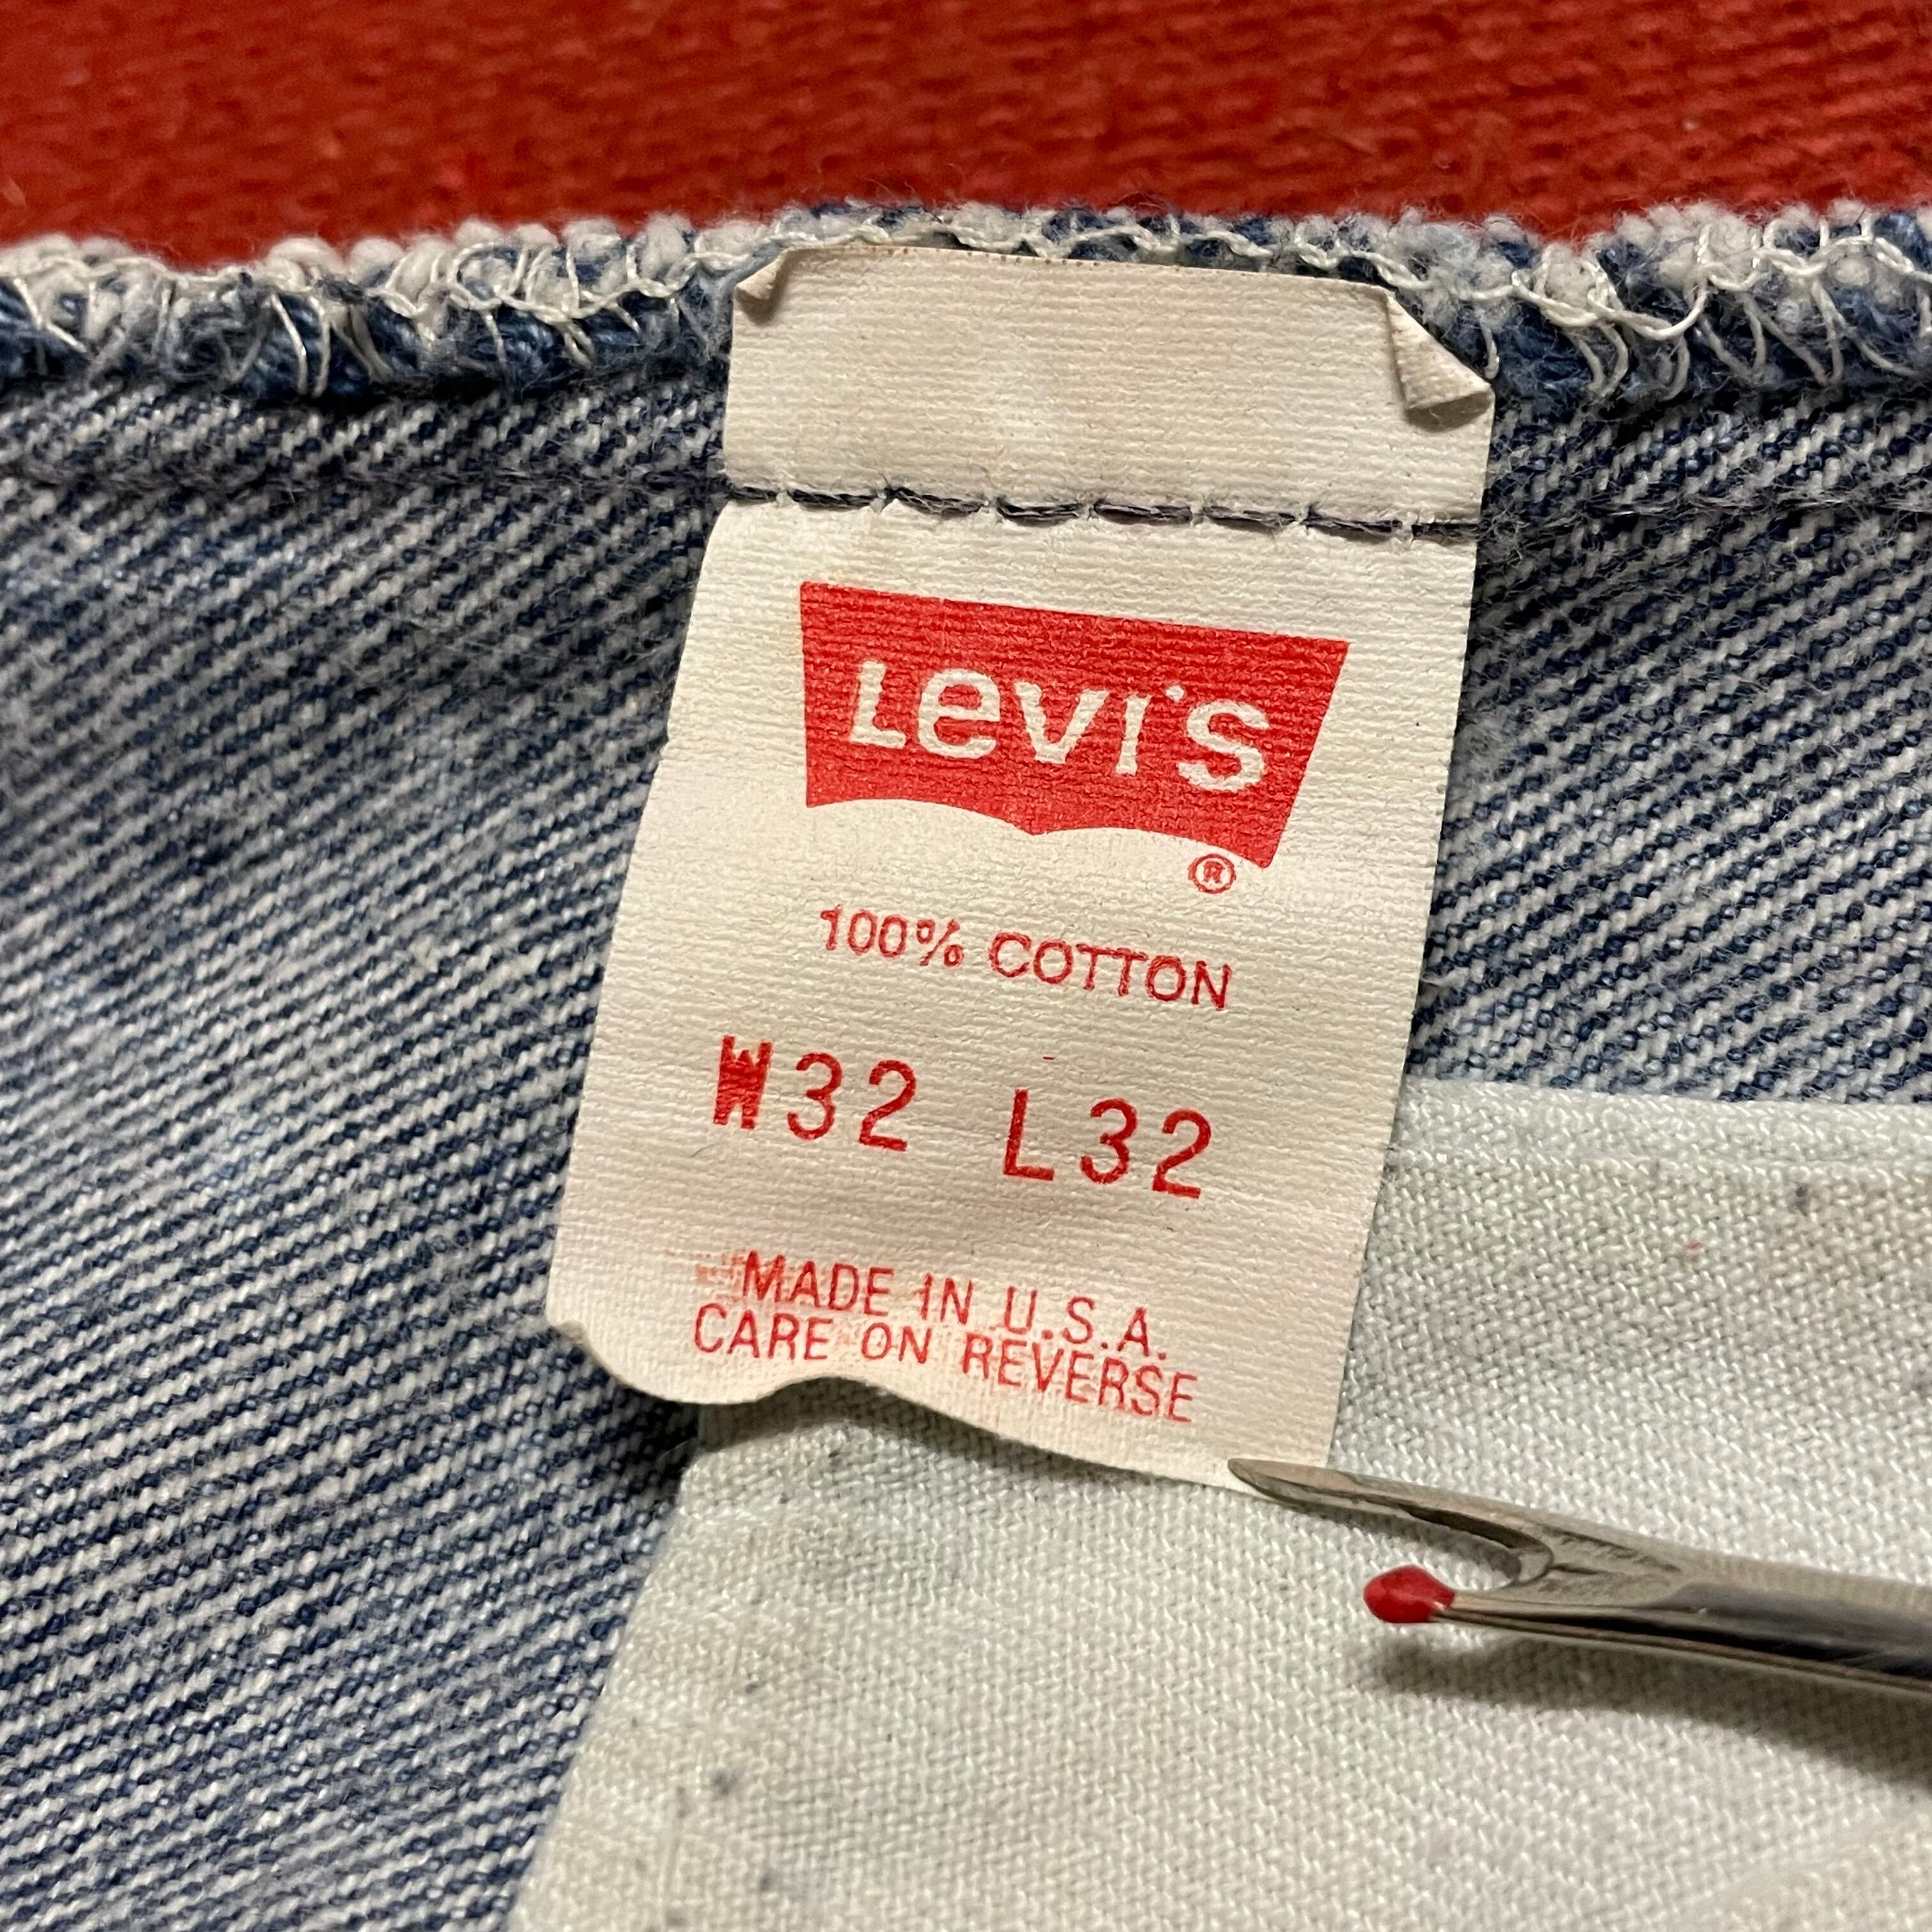 Levi's
®
100% COTTON
W32 L32
MADE IN U.S.A.
CARE ON REVERSE